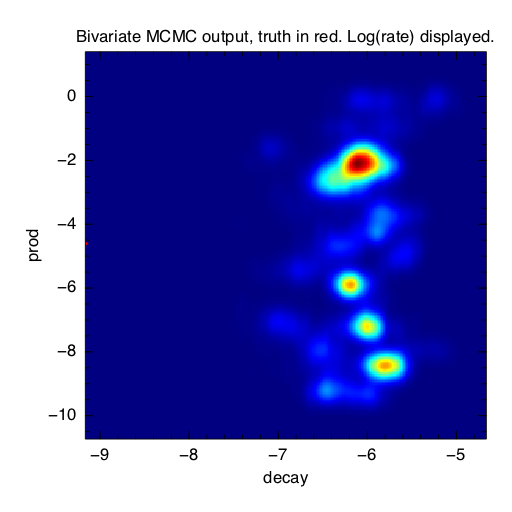 Bivariate MCMC output, truth in red. Log(rate) displayed.
0
−2
−4
−6
−8
−10
prod
−9 −8 −7 −6 −5
decay